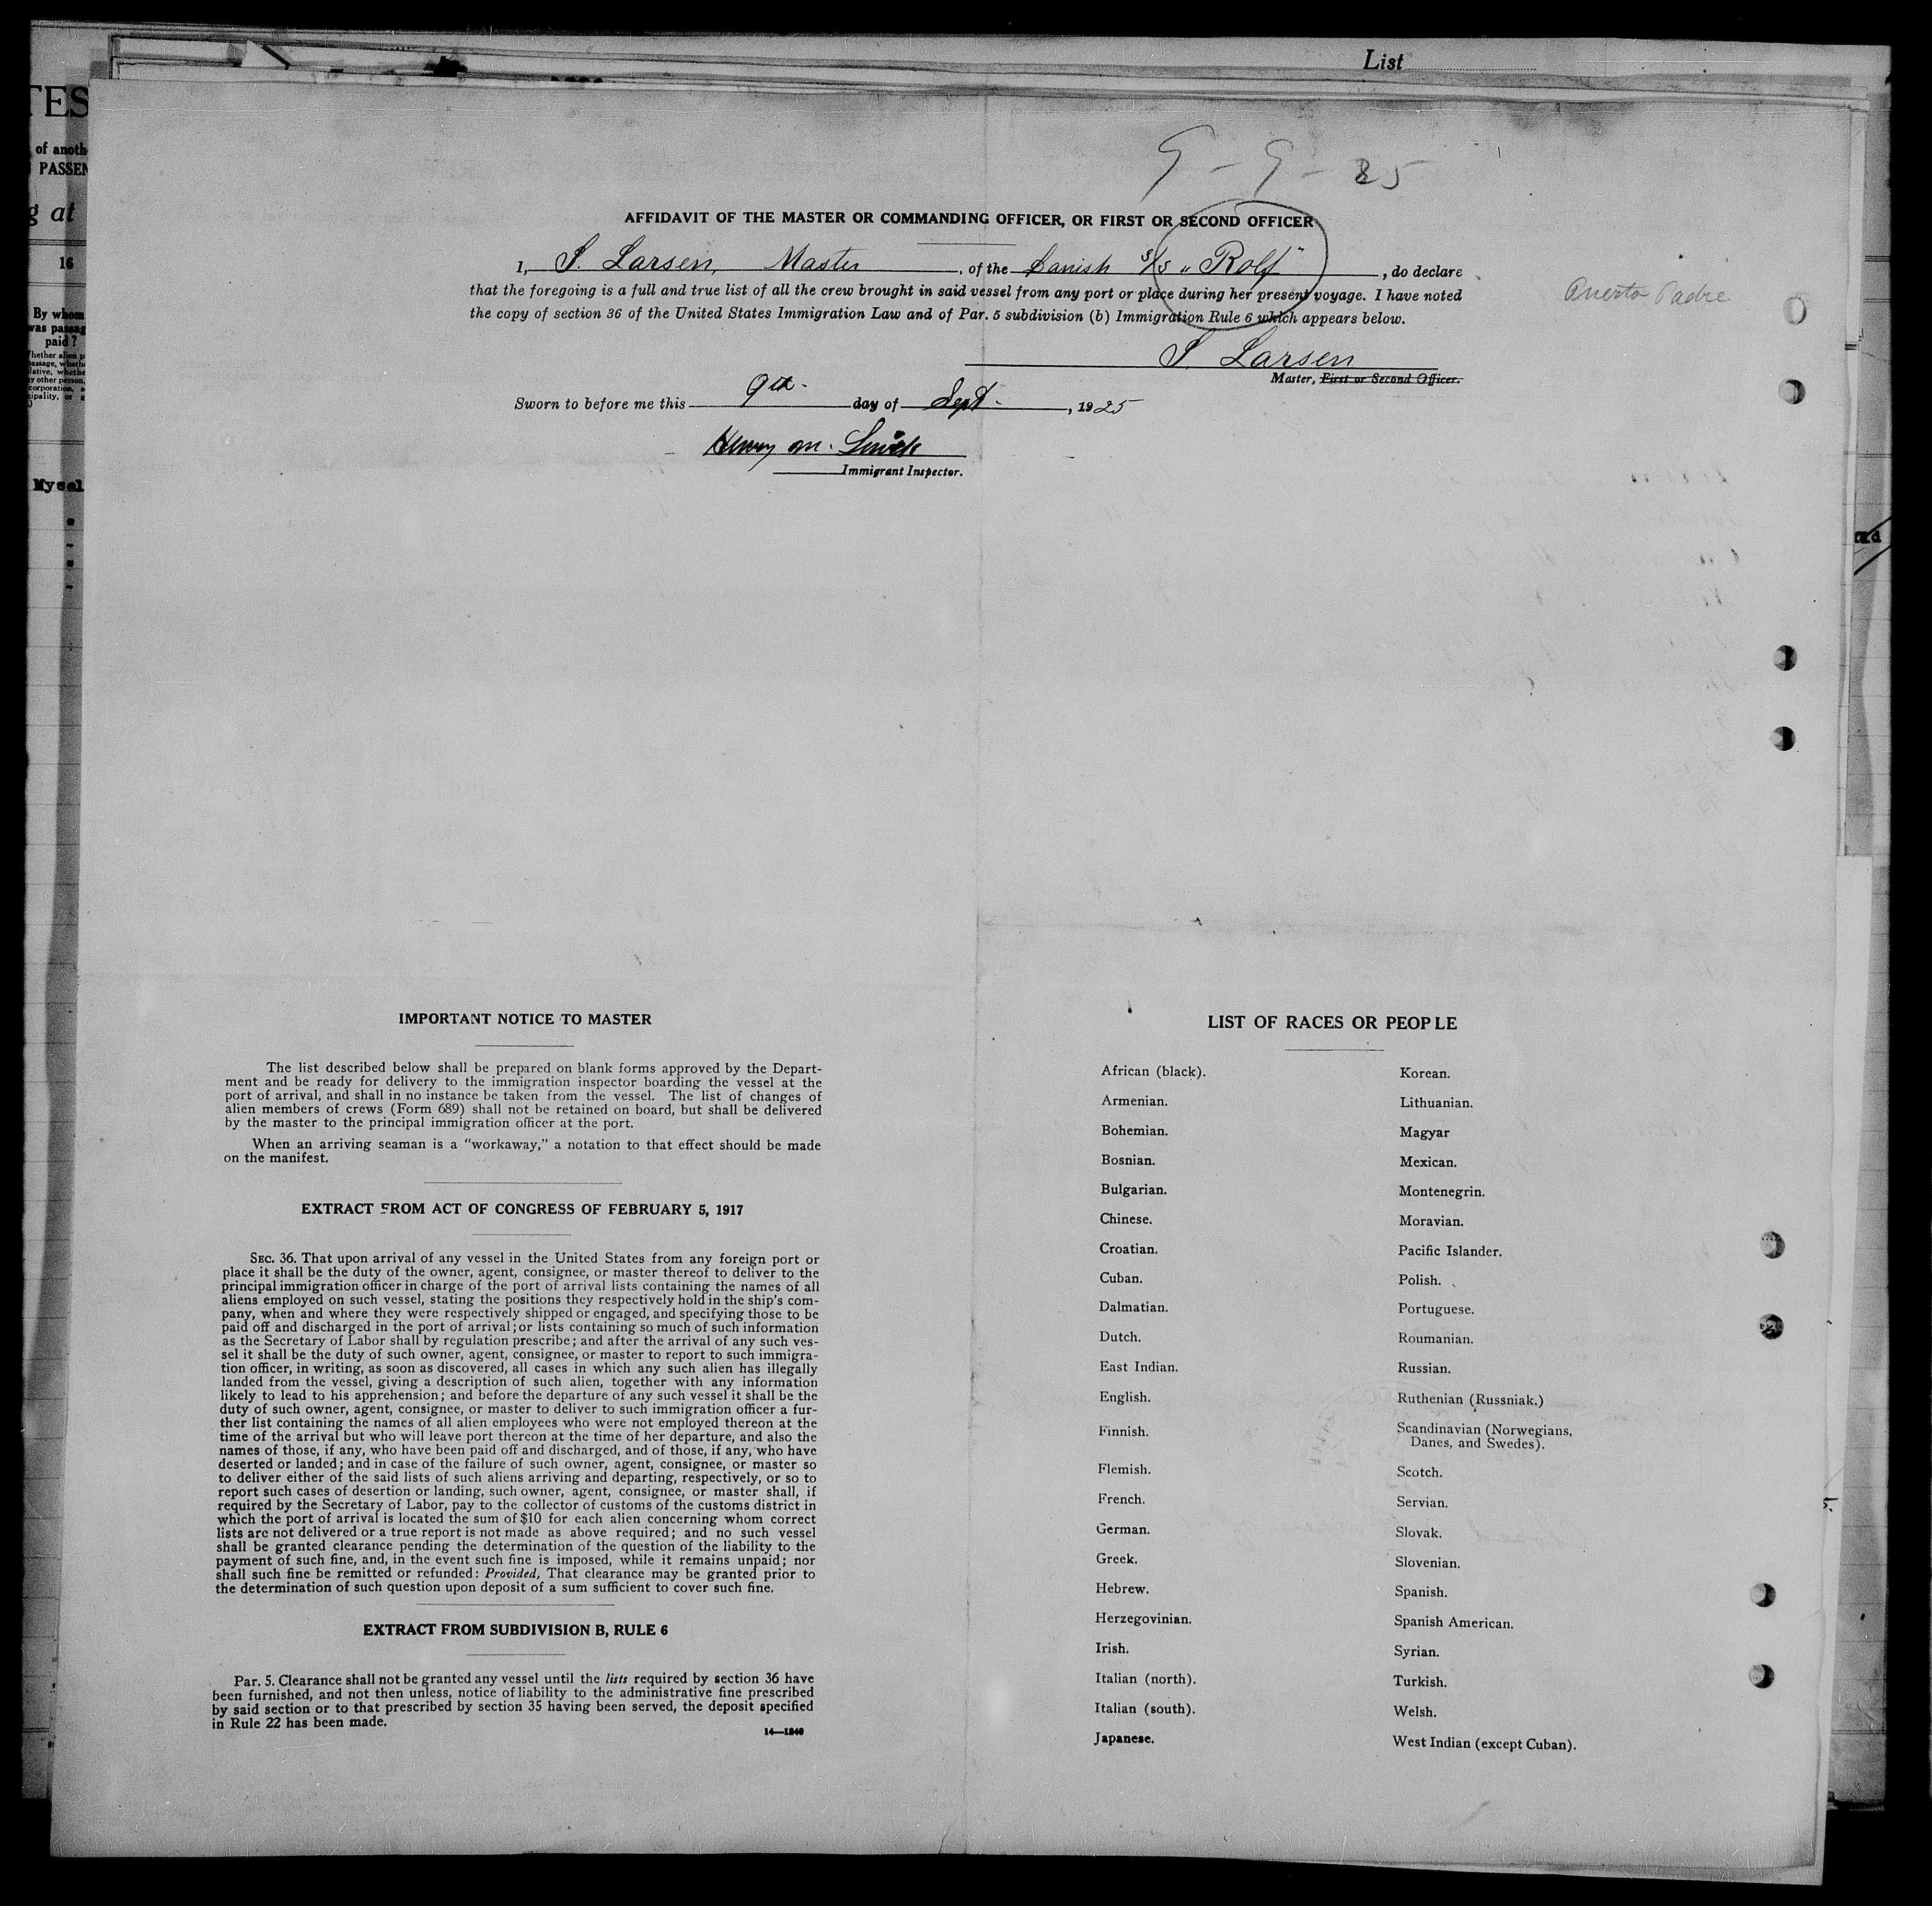 List
TES
of anoth
PASSEN
g at
16
By whom
was passag
paid?
Mysel
9 - 9 - 25
AFFIDAVIT OF THE MASTER OR COMMANDING OFFICER, OR FIRST OR SECOND OFFICER
I, S. Larsen, Master, of the Danish S/S „Rolf", do declare
that the foregoing is a full and true list of all the crew brought in said vessel from any port or place during her present voyage. I have noted
the copy of section 36 of the United States Immigration Law and of Par. 5 subdivision (b) Immigration Rule 6 which appears below.
Puerto Padre
S. Larsen
Master, First or Second Officer.
Sworn to before me this 9th day of Sept., 1925
Henry M.
Immigrant Inspector.
IMPORTANT NOTICE TO MASTER
The list described below shall be prepared on blank forms approved by the Depart-
ment and be ready for delivery to the immigration inspector boarding the vessel at the
port of arrival, and shall in no instance be taken from the vessel. The list of changes of
alien members of crews (Form 689) shall not be retained on board, but shall be delivered
by the master to the principal immigration officer at the port.
When an arriving seaman is a "workaway," a notation to that effect should be made
on the manifest.
EXTRACT FROM ACT OF CONGRESS OF FEBRUARY 5, 1917
SEC. 36. That upon arrival of any vessel in the United States from any foreign port or
place it shall be the duty of the owner, agent, consignee, or master thereof to deliver to the
principal immigration officer in charge of the port of arrival lists containing the names of all
aliens employed on such vessel, stating the positions they respectively hold in the ship's com-
pany, when and where they were respectively shipped or engaged, and specifying those to be
paid off and discharged in the port of arrival; or lists containing so much of such information
as the Secretary of Labor shall by regulation prescribe; and after the arrival of any such ves-
sel it shall be the duty of such owner, agent, consignee, or master to report to such immigra-
tion officer, in writing, as soon as discovered, all cases in which any such alien has illegally
landed from the vessel, giving a description of such alien, together with any information
likely to lead to his apprehension; and before the departure of any such vessel it shall be the
duty of such owner, agent, consignee, or master to deliver to such immigration officer a fur-
ther list containing the names of all alien employees who were not employed thereon at the
time of the arrival but who will leave port thereon at the time of her departure, and also the
names of those, if any, who have been paid off and discharged, and of those, if any, who have
deserted or landed; and in case of the failure of such owner, agent, consignee, or master so
to deliver either of the said lists of such aliens arriving and departing, respectively, or so to
report such cases of desertion or landing, such owner, agent, consignee, or master shall, if
required by the Secretary of Labor, pay to the collector of customs of the customs district in
which the port of arrival is located the sum of $10 for each alien concerning whom correct
lists are not delivered or a true report is not made as above required; and no such vessel
shall be granted clearance pending the determination of the question of the liability to the
payment of such fine, and, in the event such fine is imposed, while it remains unpaid; nor
shall such fine be remitted or refunded: Provided, That clearance may be granted prior to
the determination of such question upon deposit of a sum sufficient to cover such fine.
EXTRACT FROM SUBDIVISION B, RULE 6
Par. 5. Clearance shall not be granted any vessel until the lists required by section 36 have
been furnished, and not then unless, notice of liability to the administrative fine prescribed
by said section or to that prescribed by section 35 having been served, the deposit specified
in Rule 22 has been made.
14—1240
LIST OF RACES OR PEOPLE
African (black).
Armenian.
Bohemian.
Bosnian.
Bulgarian.
Chinese.
Croatian.
Cuban.
Dalmatian.
Dutch.
East Indian.
English.
Finnish.
Flemish.
French.
German.
Greek.
Hebrew.
Herzegovinian.
Irish.
Italian (north).
Italian (south).
Japanese.
Korean.
Lithuanian.
Magyar
Mexican.
Montenegrin.
Moravian.
Pacific Islander.
Polish.
Portuguese.
Roumanian.
Russian.
Ruthenian (Russniak.)
Scandinavian (Norwegians,
Danes, and Swedes).
Scotch.
Servian.
Slovak.
Slovenian.
Spanish.
Spanish American.
Syrian.
Turkish.
Welsh.
West Indian (except Cuban).